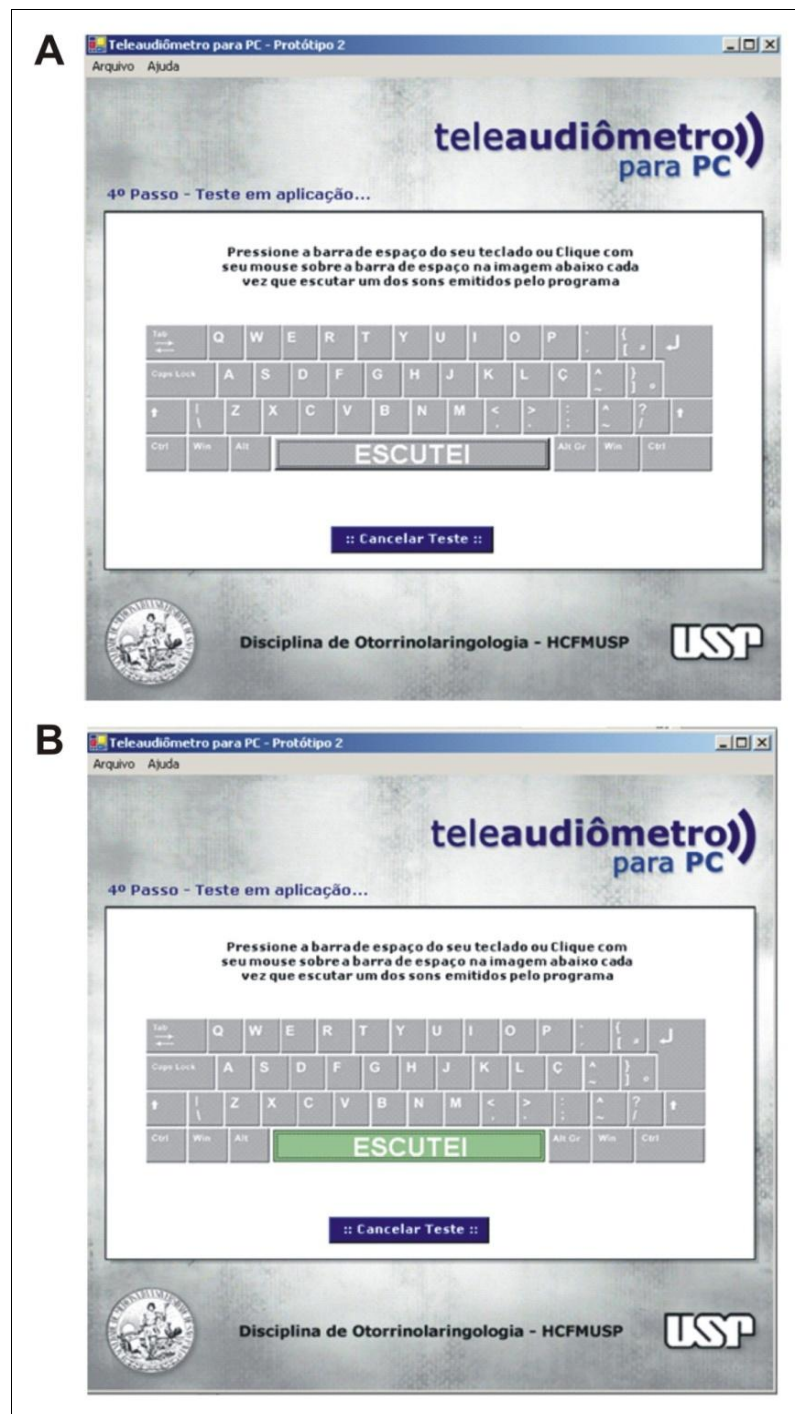 A
Teleaudiômetro para PC - Protótipo 2
Arquivo Ajuda
teleaudiômetro
para PC
4º Passo - Teste em aplicação...
Pressione a barra de espaço do seu teclado ou Clique com
seu mouse sobre a barra de espaço na imagem abaixo cada
vez que escutar um dos sons emitidos pelo programa
Tab Q W E R T Y U I O P { [
Caps Lock A S D F G H J K L Ç ^ ~ } ] º
| \ Z X C V B N M < , > . : ; ^ ~ ? /
Ctrl Win Alt ESCUTEI Alt Gr Win Ctrl
:: Cancelar Teste ::
Disciplina de Otorrinolaringologia - HCFMUSP
USP
B
Teleaudiômetro para PC - Protótipo 2
Arquivo Ajuda
teleaudiômetro
para PC
4º Passo - Teste em aplicação...
Pressione a barra de espaço do seu teclado ou Clique com
seu mouse sobre a barra de espaço na imagem abaixo cada
vez que escutar um dos sons emitidos pelo programa
Tab Q W E R T Y U I O P { [
Caps Lock A S D F G H J K L Ç ^ ~ } ] º
| \ Z X C V B N M < , > . : ; ^ ~ ? /
Ctrl Win Alt ESCUTEI Alt Gr Win Ctrl
:: Cancelar Teste ::
Disciplina de Otorrinolaringologia - HCFMUSP
USP